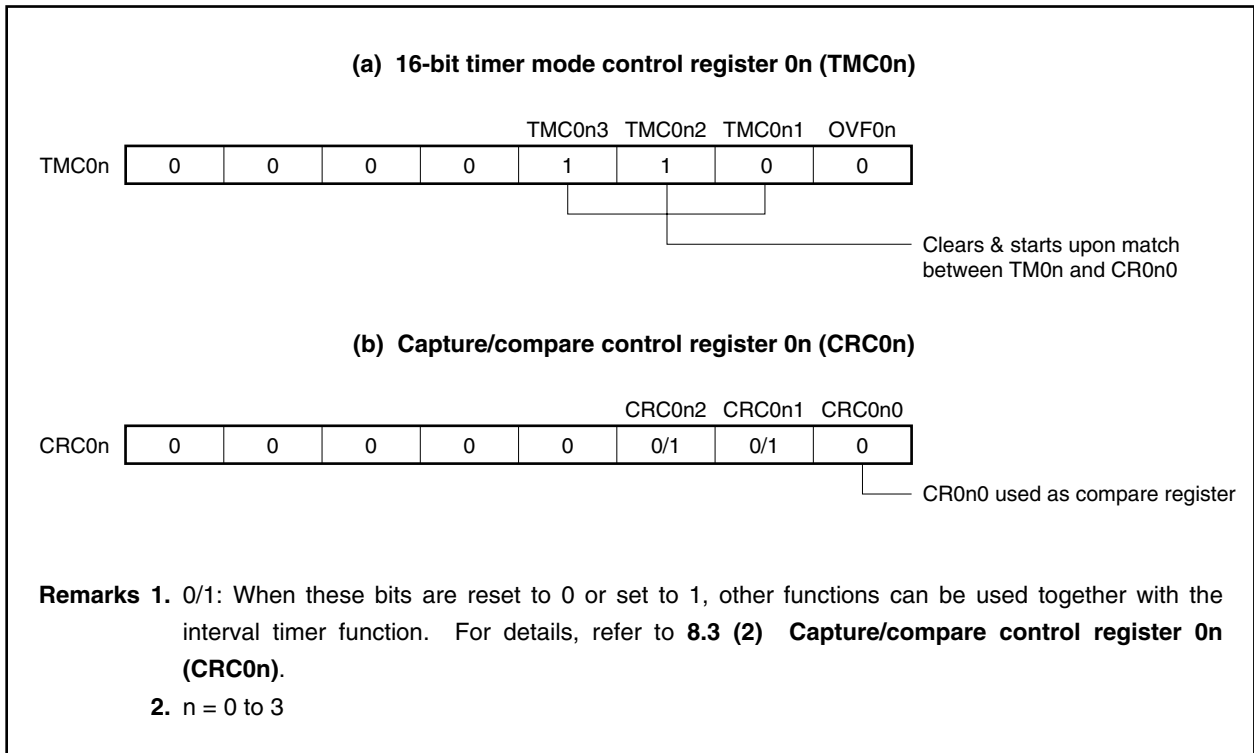 (a) 16-bit timer mode control register 0n (TMC0n)
TMC0n3 TMC0n2 TMC0n1 OVF0n
TMC0n 0 0 0 0 1 1 0 0
Clears & starts upon match
between TM0n and CR0n0
(b) Capture/compare control register 0n (CRC0n)
CRC0n2 CRC0n1 CRC0n0
CRC0n 0 0 0 0 0 0/1 0/1 0
CR0n0 used as compare register
Remarks 1. 0/1: When these bits are reset to 0 or set to 1, other functions can be used together with the
interval timer function. For details, refer to 8.3 (2) Capture/compare control register 0n
(CRC0n).
2. n = 0 to 3